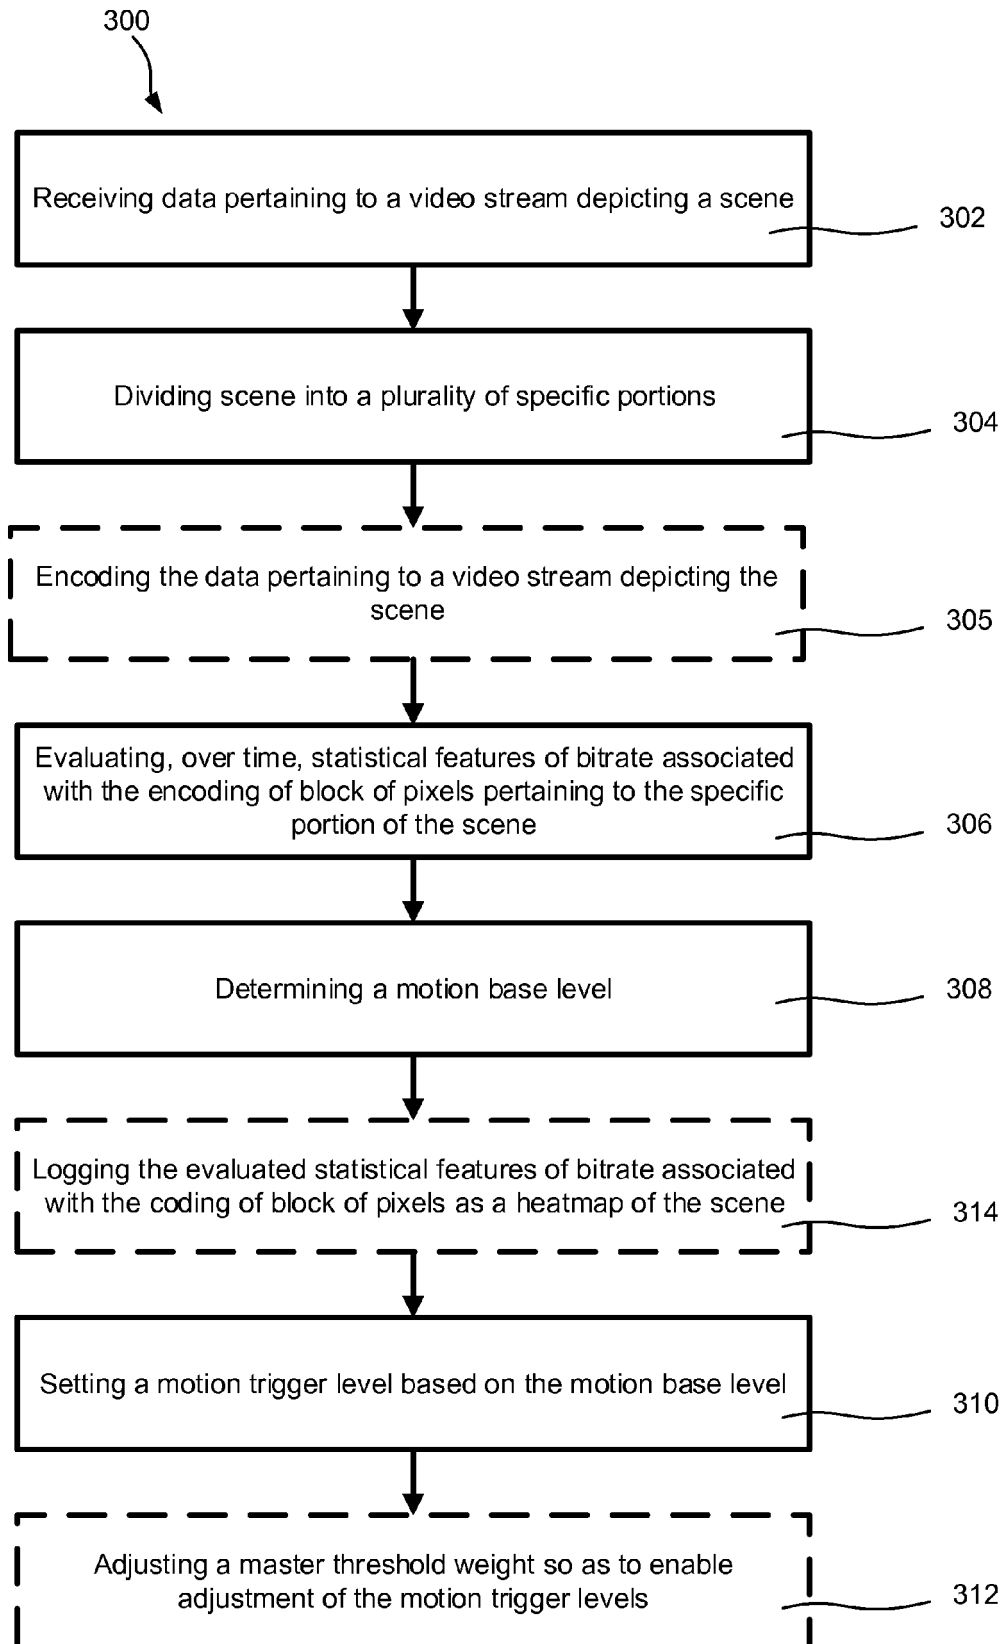 300
Receiving data pertaining to a video stream depicting a scene
302
Dividing scene into a plurality of specific portions
304
Encoding the data pertaining to a video stream depicting the
scene
305
Evaluating, over time, statistical features of bitrate associated
with the encoding of block of pixels pertaining to the specific
portion of the scene
306
Determining a motion base level
308
Logging the evaluated statistical features of bitrate associated
with the coding of block of pixels as a heatmap of the scene
314
Setting a motion trigger level based on the motion base level
310
Adjusting a master threshold weight so as to enable
adjustment of the motion trigger levels
312